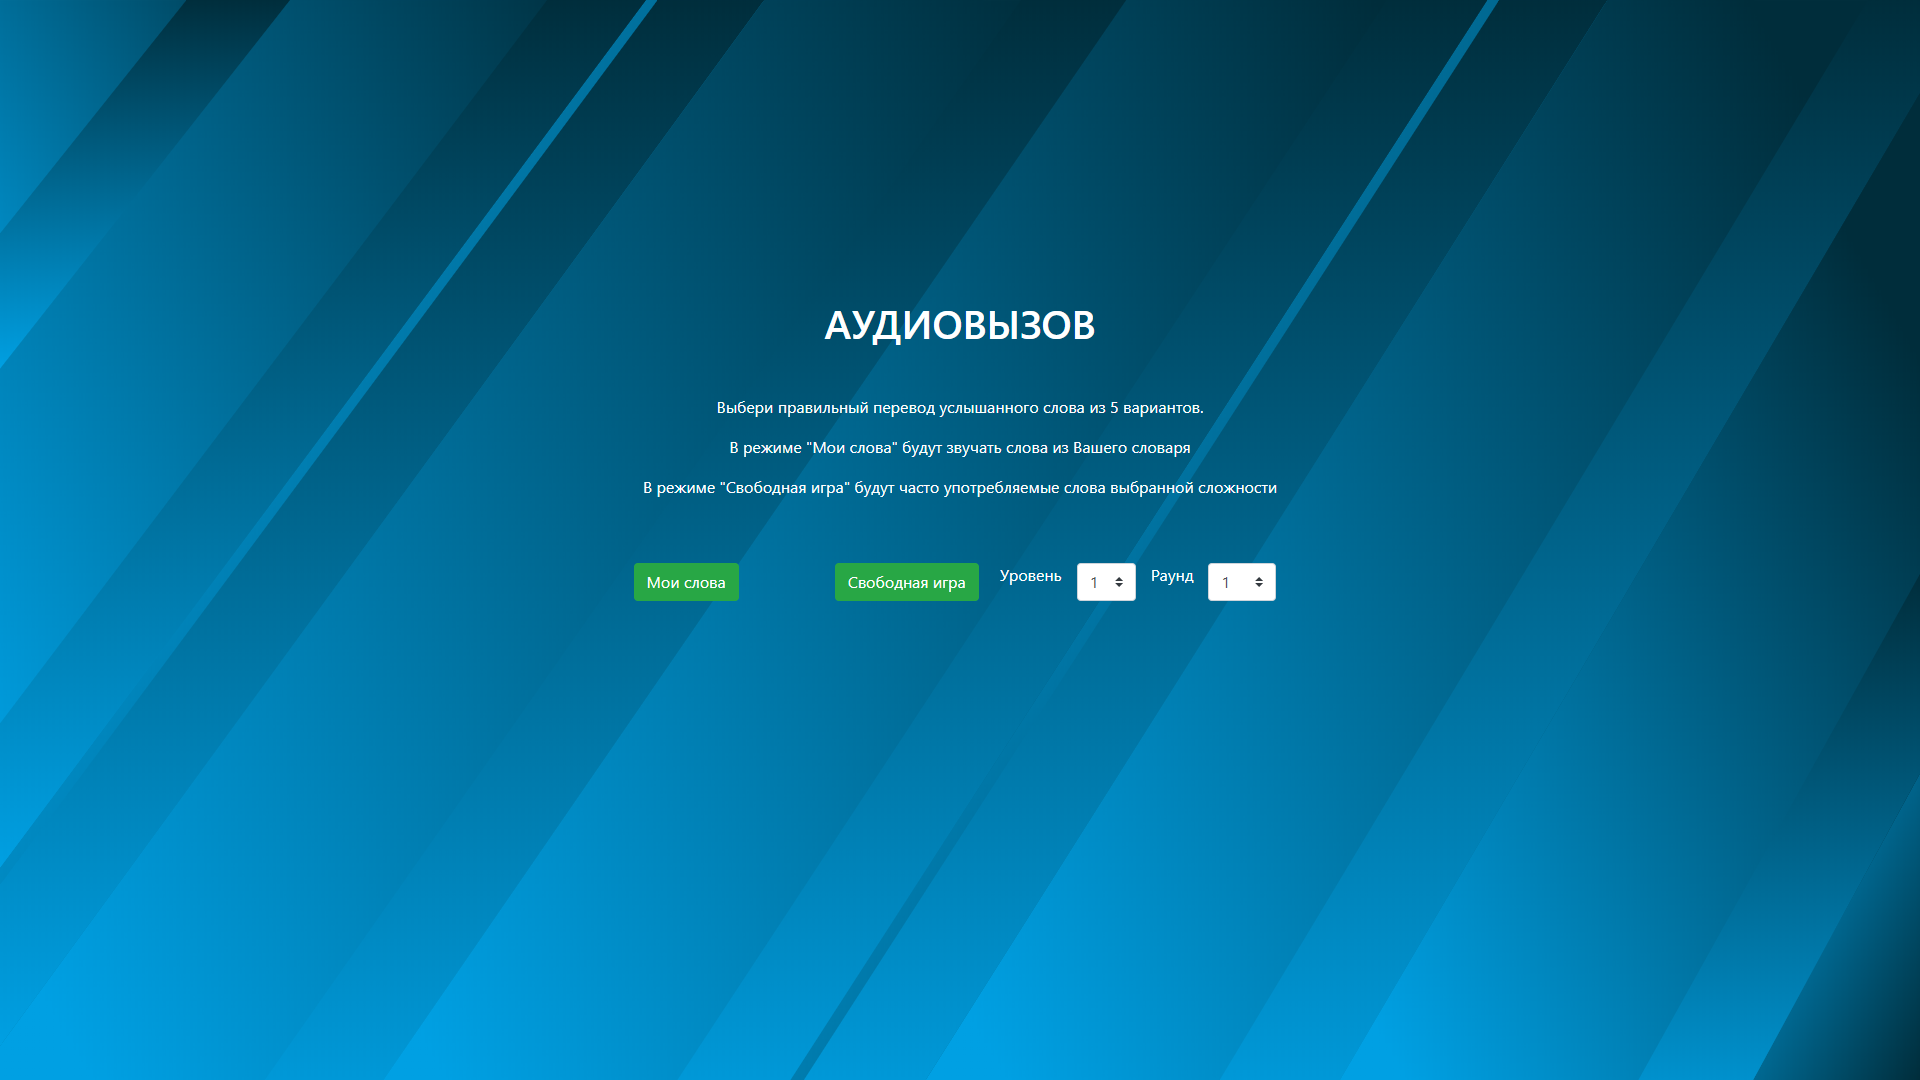 АУДИОВЫЗОВ
Выбери правильный перевод услышанного слова из 5 вариантов.
В режиме "Мои слова" будут звучать слова из Вашего словаря
В режиме "Свободная игра" будут часто употребляемые слова выбранной сложности
Мои слова Свободная игра Уровень 1 Раунд 1